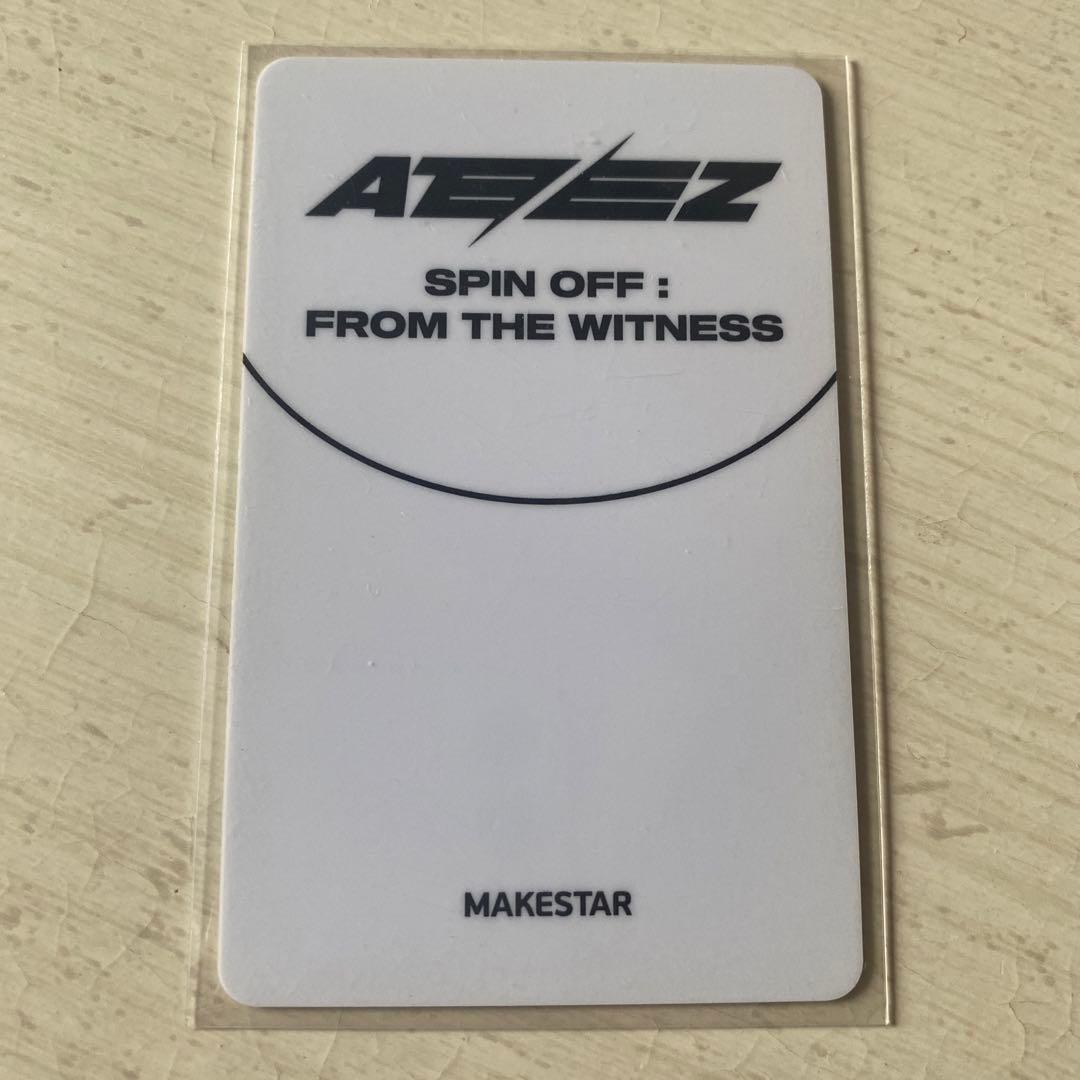 ATEEZ
SPIN OFF :
FROM THE WITNESS
MAKESTAR